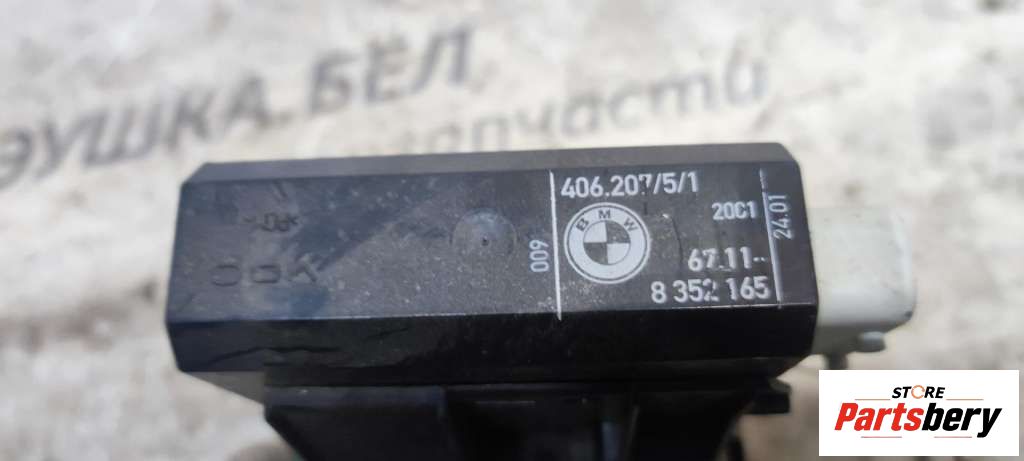 ЭУШКА.БЕЛ
запчасти
406.207/5/1
BMW
2001
24.01
009
67.11-
8 352 165
STORE
Partsbery